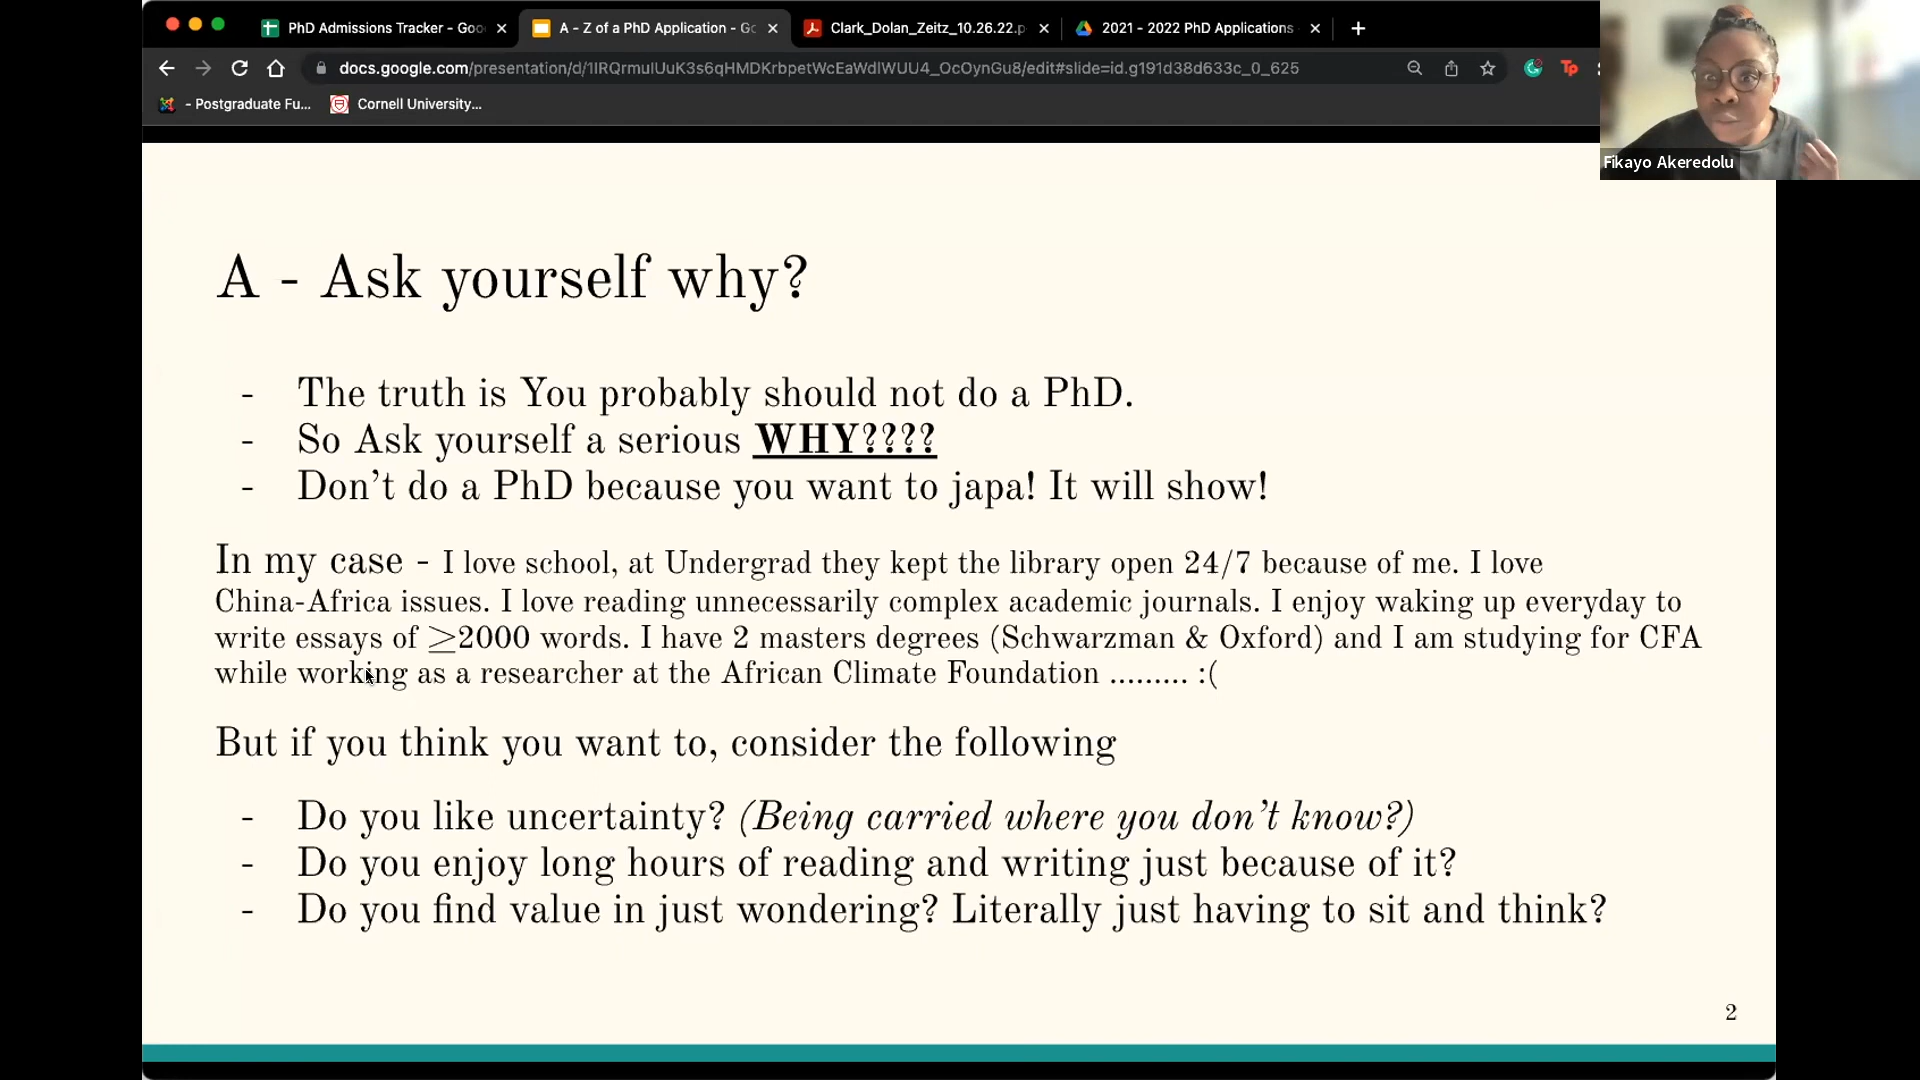 PhD Admissions Tracker - Goo
A - Z of a PhD Application - Go
Clark_Dolan_Zeitz_10.26.22.p
2021 - 2022 PhD Applications
docs.google.com/presentation/d/
/edit#slide=id.g191d38d633c_0_625
Tp
- Postgraduate Fu...
Cornell University...
Fikayo Akeredolu
A - Ask yourself why?
- The truth is You probably should not do a PhD.
- So Ask yourself a serious WHY????
- Don't do a PhD because you want to japa! It will show!
In my case - I love school, at Undergrad they kept the library open 24/7 because of me. I love
China-Africa issues. I love reading unnecessarily complex academic journals. I enjoy waking up everyday to
write essays of ≥2000 words. I have 2 masters degrees (Schwarzman & Oxford) and I am studying for CFA
while working as a researcher at the African Climate Foundation ......... :(
But if you think you want to, consider the following
- Do you like uncertainty? (Being carried where you don't know?)
- Do you enjoy long hours of reading and writing just because of it?
- Do you find value in just wondering? Literally just having to sit and think?
2